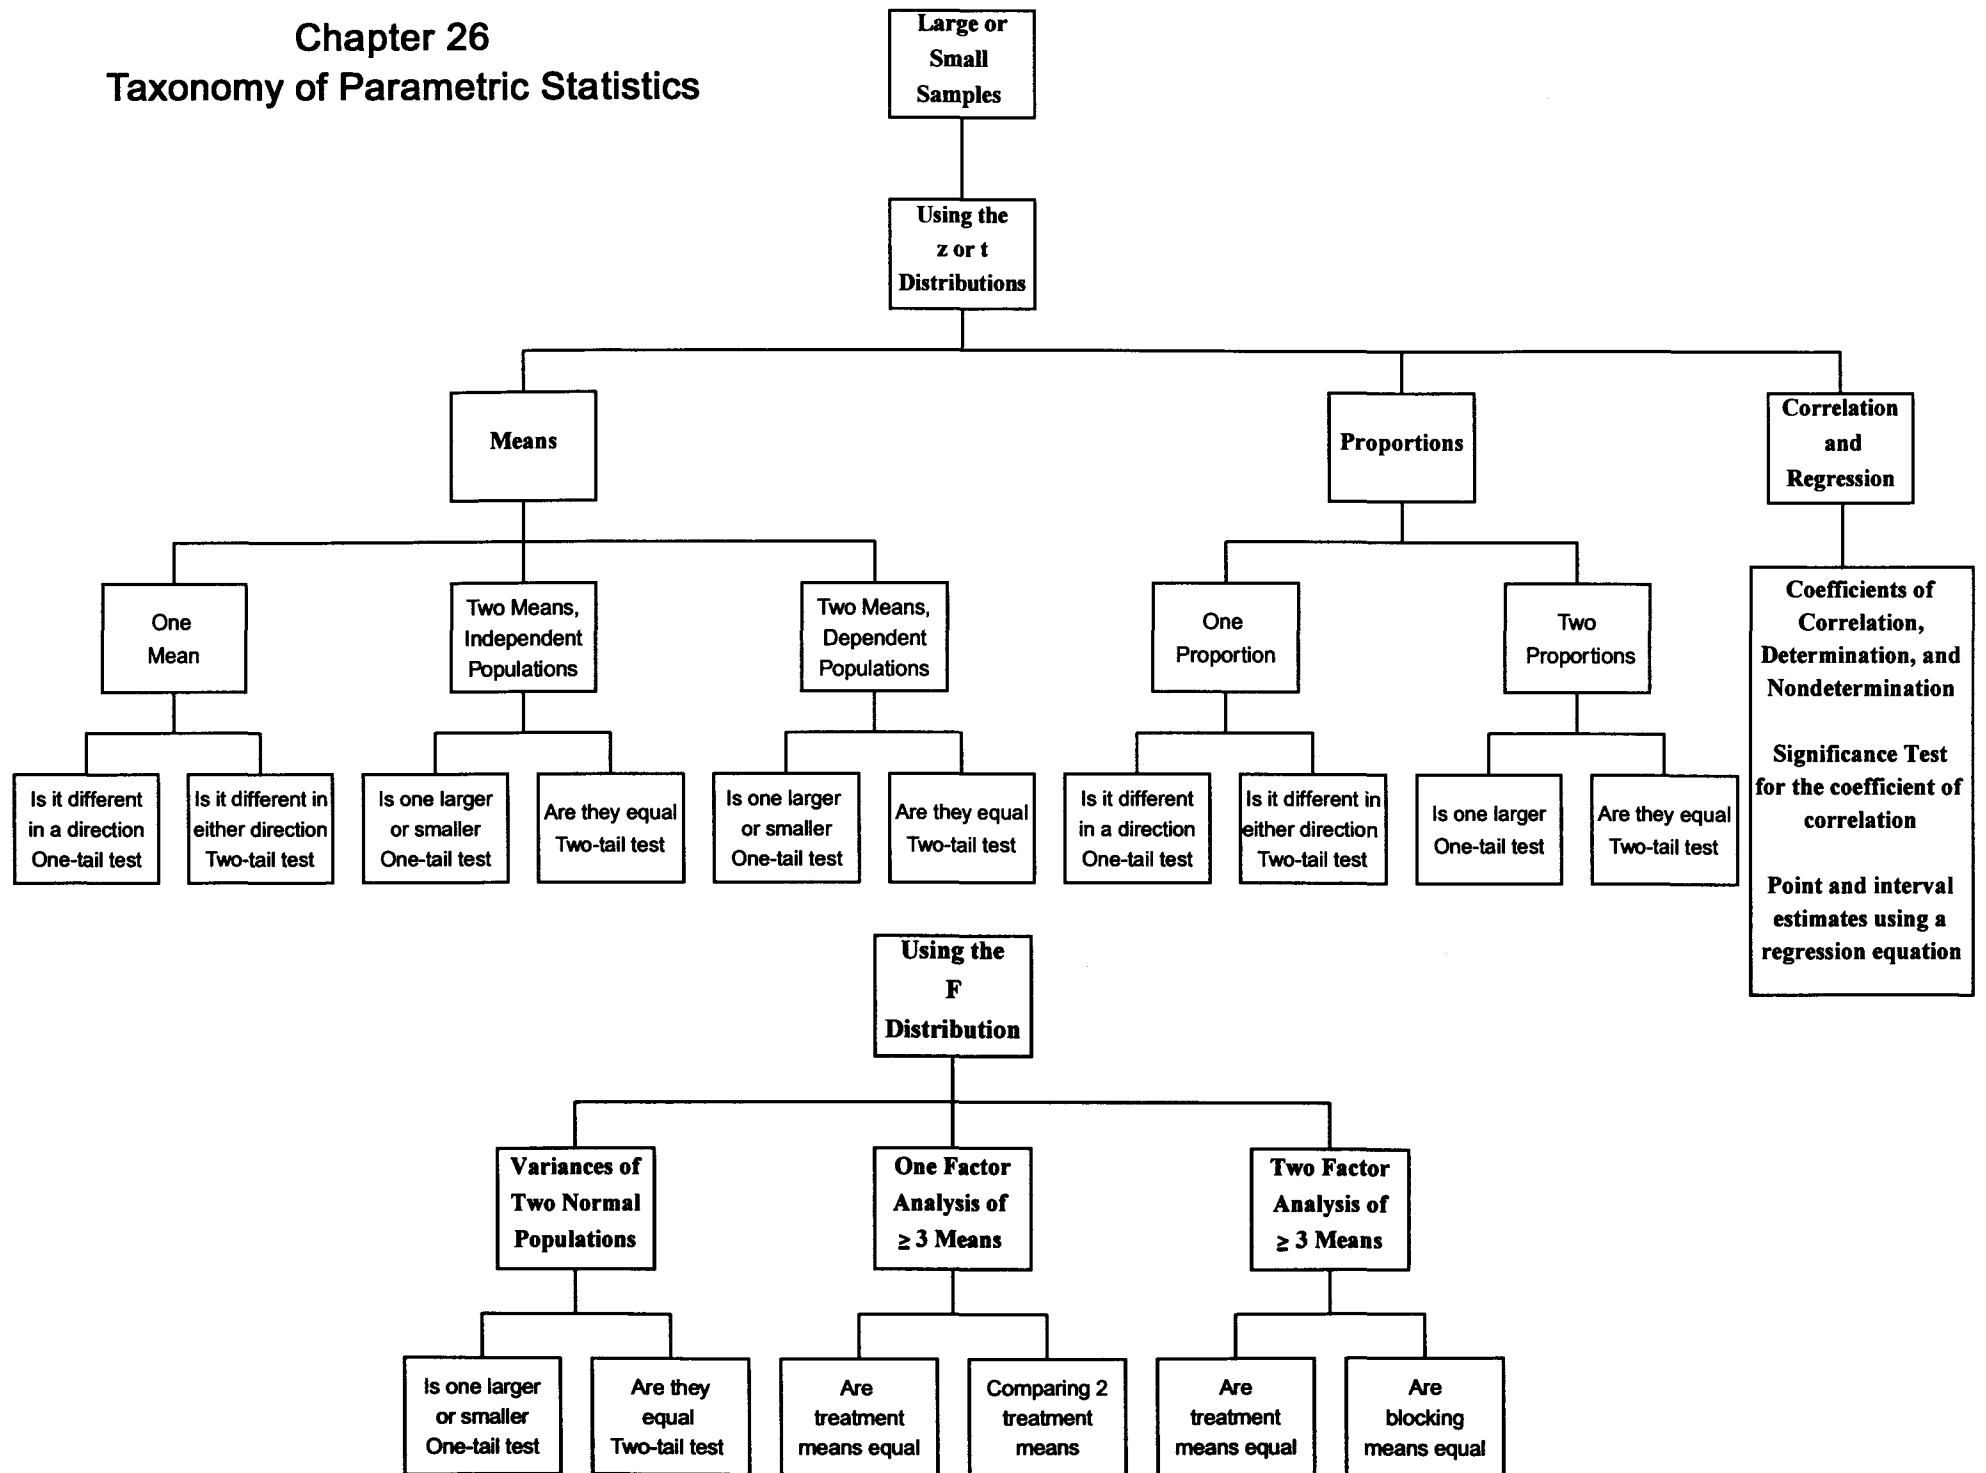 Chapter 26
Taxonomy of Parametric Statistics
Large or
Small
Samples
Using the
z or t
Distributions
Means
Proportions
Correlation
and
Regression
One
Mean
Two Means,
Independent
Populations
Two Means,
Dependent
Populations
One
Proportion
Two
Proportions
Coefficients of
Correlation,
Determination, and
Nondetermination
Significance Test
for the coefficient of
correlation
Point and interval
estimates using a
regression equation
Is it different
in a direction
One-tail test
Is it different in
either direction
Two-tail test
Is one larger
or smaller
One-tail test
Are they equal
Two-tail test
Is one larger
or smaller
One-tail test
Are they equal
Two-tail test
Is it different
in a direction
One-tail test
Is it different in
either direction
Two-tail test
Is one larger
One-tail test
Are they equal
Two-tail test
Using the
F
Distribution
Variances of
Two Normal
Populations
One Factor
Analysis of
≥ 3 Means
Two Factor
Analysis of
≥ 3 Means
Is one larger
or smaller
One-tail test
Are they
equal
Two-tail test
Are
treatment
means equal
Comparing 2
treatment
means
Are
treatment
means equal
Are
blocking
means equal